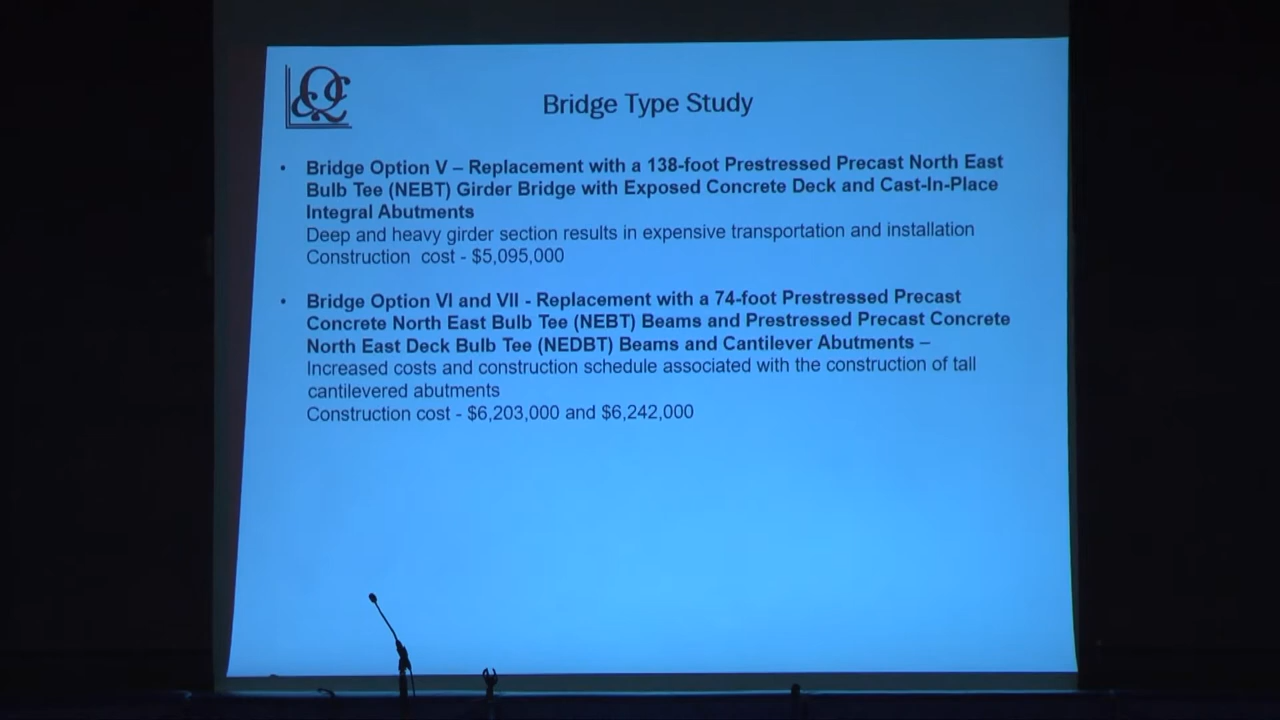 Bridge Type Study
• Bridge Option V – Replacement with a 138-foot Prestressed Precast North East
Bulb Tee (NEBT) Girder Bridge with Exposed Concrete Deck and Cast-In-Place
Integral Abutments
Deep and heavy girder section results in expensive transportation and installation
Construction cost - $5,095,000
• Bridge Option VI and VII - Replacement with a 74-foot Prestressed Precast
Concrete North East Bulb Tee (NEBT) Beams and Prestressed Precast Concrete
North East Deck Bulb Tee (NEDBT) Beams and Cantilever Abutments –
Increased costs and construction schedule associated with the construction of tall
cantilevered abutments
Construction cost - $6,203,000 and $6,242,000